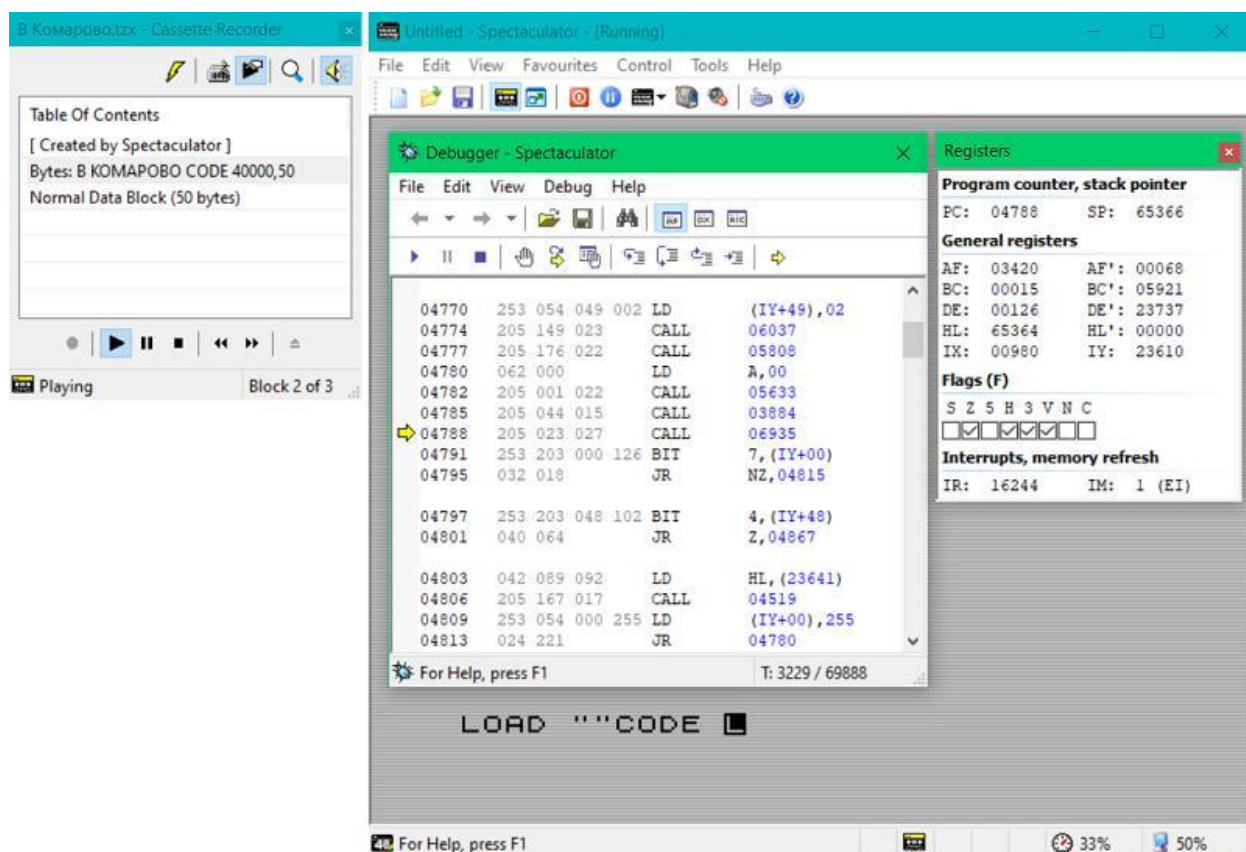 В Комарово.tzx - Cassette Recorder
Table Of Contents
[ Created by Spectaculator ]
Bytes: В КОМАРОВО CODE 40000,50
Normal Data Block (50 bytes)
Playing Block 2 of 3
Untitled - Spectaculator - (Running)
File Edit View Favourites Control Tools Help
Debugger - Spectaculator
File Edit View Debug Help
04770 253 054 049 002 LD (IY+49),02
04774 205 149 023 CALL 06037
04777 205 176 022 CALL 05808
04780 062 000 LD A,00
04782 205 001 022 CALL 05633
04785 205 044 015 CALL 03884
04788 205 023 027 CALL 06935
04791 253 203 000 126 BIT 7,(IY+00)
04795 032 018 JR NZ,04815
04797 253 203 048 102 BIT 4,(IY+48)
04801 040 064 JR Z,04867
04803 042 089 092 LD HL,(23641)
04806 205 167 017 CALL 04519
04809 253 054 000 255 LD (IY+00),255
04813 024 221 JR 04780
For Help, press F1 T: 3229 / 69888
Registers
Program counter, stack pointer
PC: 04788 SP: 65366
General registers
AF: 03420 AF': 00068
BC: 00015 BC': 05921
DE: 00126 DE': 23737
HL: 65364 HL': 00000
IX: 00980 IY: 23610
Flags (F)
S Z 5 H 3 V N C
Interrupts, memory refresh
IR: 16244 IM: 1 (EI)
LOAD ""CODE L
48 For Help, press F1 33% 50%